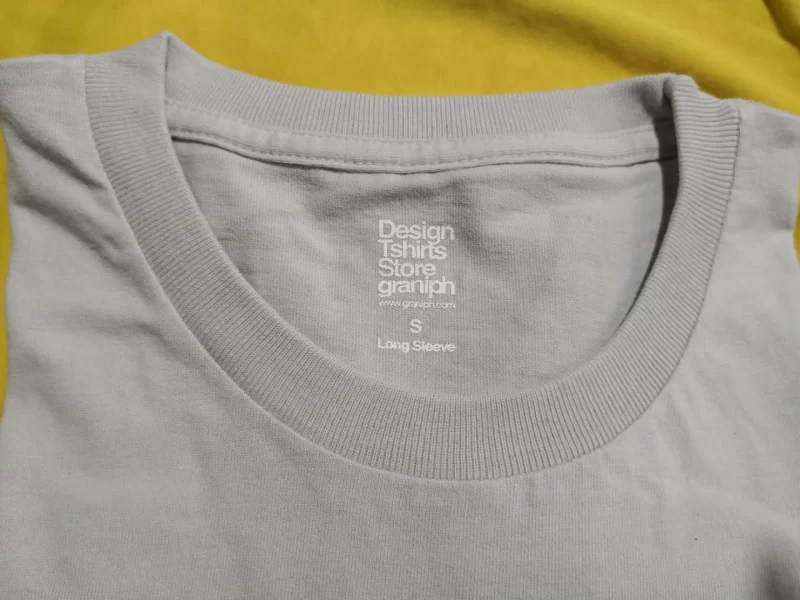 Design
Tshirts
Store
graniph
www.graniph.com
S
Long Sleeve